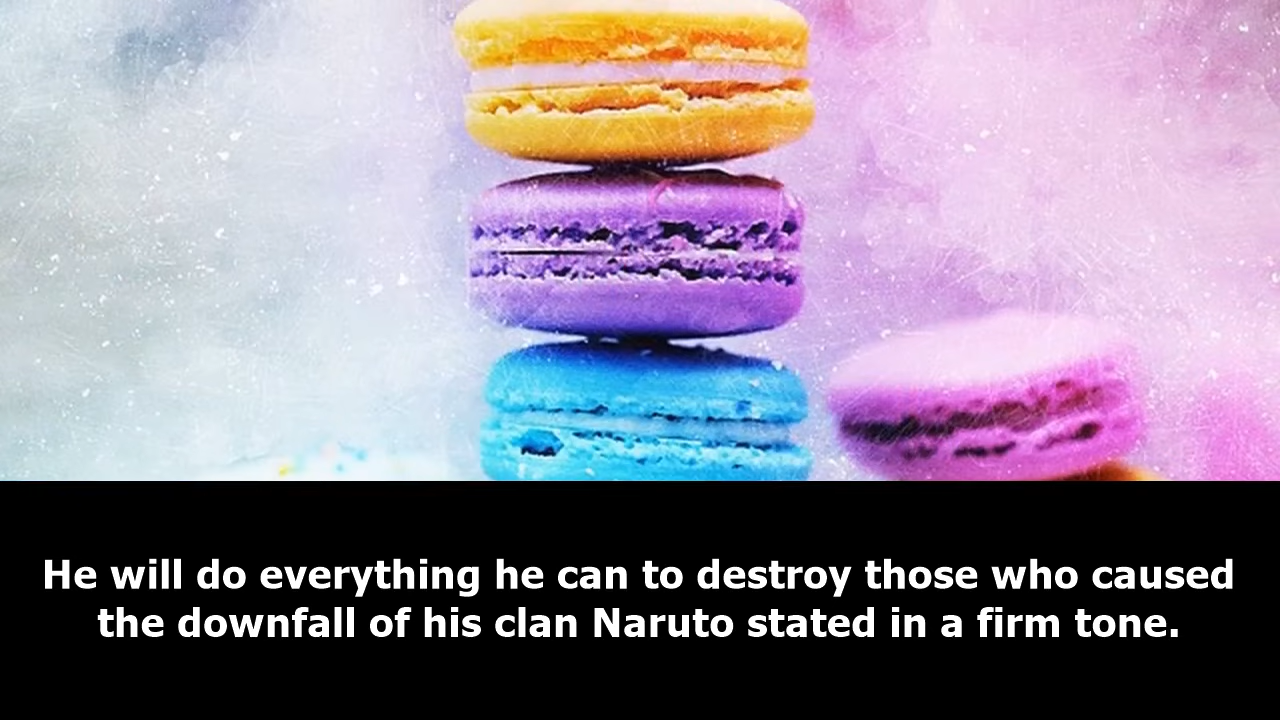 He will do everything he can to destroy those who caused
the downfall of his clan Naruto stated in a firm tone.